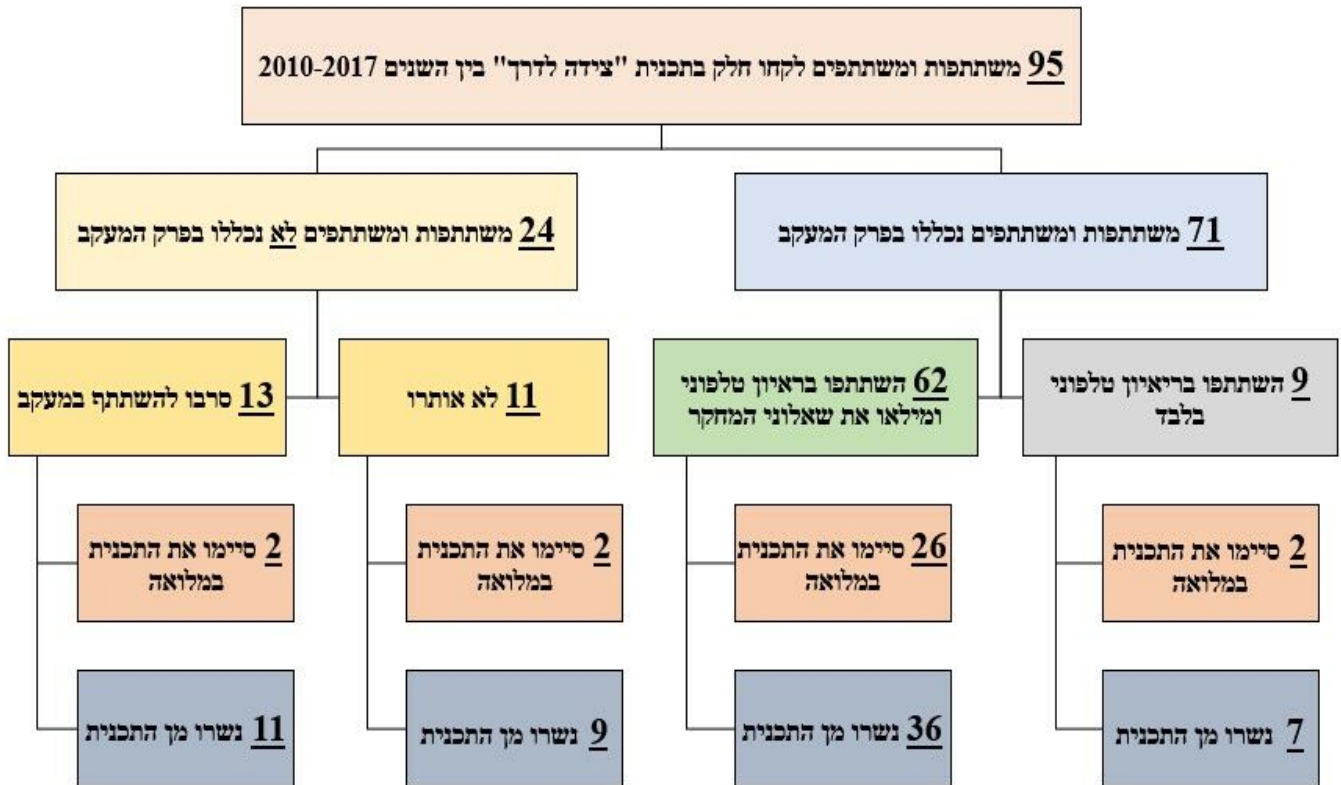 95 משתתפות ומשתתפים לקחו חלק בתכנית "צידה לדרך" בין השנים 2010-2017
71 משתתפות ומשתתפים נכללו בפרק המעקב
24 משתתפות ומשתתפים לא נכללו בפרק המעקב
9 השתתפו בריאיון טלפוני
בלבד
62 השתתפו בראיון טלפוני
ומילאו את שאלוני המחקר
11 לא אותרו
13 סרבו להשתתף במעקב
2 סיימו את התכנית
במלואה
26 סיימו את התכנית
במלואה
2 סיימו את התכנית
במלואה
2 סיימו את התכנית
במלואה
7 נשרו מן התכנית
36 נשרו מן התכנית
9 נשרו מן התכנית
11 נשרו מן התכנית